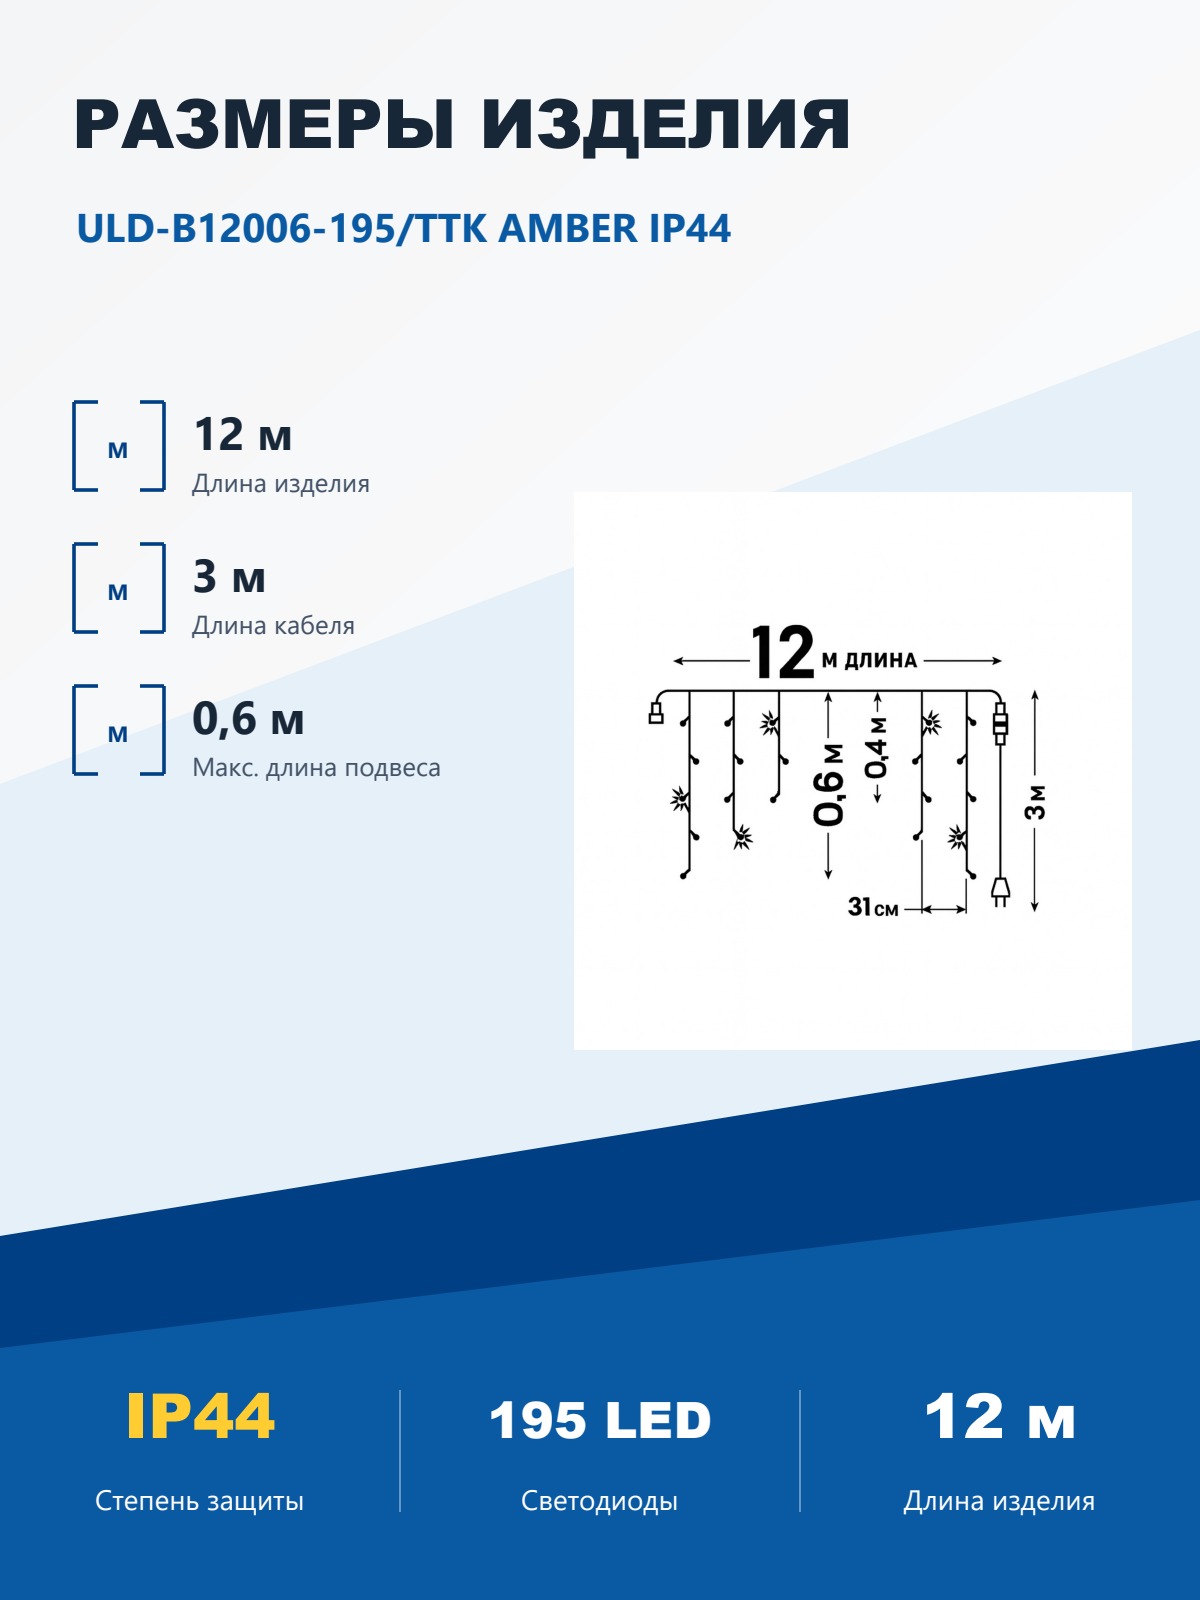 РАЗМЕРЫ ИЗДЕЛИЯ
ULD-B12006-195/TTK AMBER IP44
м
12 м
Длина изделия
м
3 м
Длина кабеля
м
0,6 м
Макс. длина подвеса
12 м ДЛИНА
0,6 м
0,4 м
3 м
31 см
IP44
Степень защиты
195 LED
Светодиоды
12 м
Длина изделия